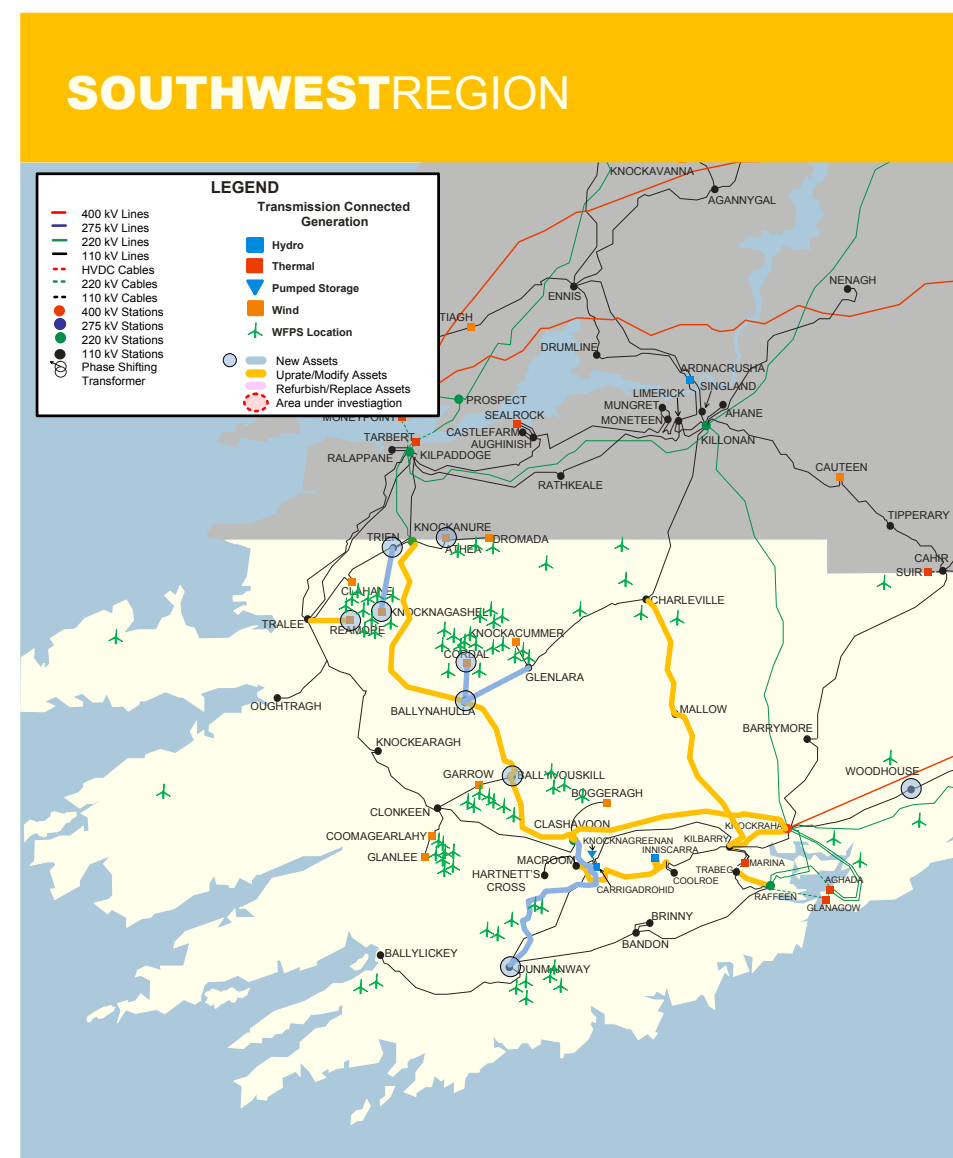 SOUTHWESTREGION
LEGEND
400 kV Lines
275 kV Lines
220 kV Lines
110 kV Lines
HVDC Cables
220 kV Cables
110 kV Cables
400 kV Stations
275 kV Stations
220 kV Stations
110 kV Stations
Phase Shifting
Transformer
Transmission Connected
Generation
Hydro
Thermal
Pumped Storage
Wind
WFPS Location
New Assets
Uprate/Modify Assets
Refurbish/Replace Assets
Area under investiagtion
KNOCKAVANNA
AGANNYGAL
ENNIS
NENAGH
TIAGH
DRUMLINE
ARDNACRUSHA
SINGLAND
LIMERICK
PROSPECT
MUNGRET
AHANE
SEALROCK
MONETEEN
MONEYPOINT
CASTLEFARM
TARBERT
AUGHINISH
KILLONAN
RALAPPANE
KILPADDOGE
CAUTEEN
RATHKEALE
TIPPERARY
KNOCKANURE
TRIEN
DROMADA
ATHEA
CAHIR
SUIR
CLAHANE
CHARLEVILLE
KNOCKNAGASHEL
TRALEE
REAMORE
KNOCKACUMMER
CORDAL
GLENLARA
OUGHTRAGH
BALLYNAHULLA
MALLOW
BARRYMORE
KNOCKEARAGH
WOODHOUSE
GARROW
BALLYVOUSKILL
BOGGERAGH
CLONKEEN
CLASHAVOON
KNOCKRAHA
COOMAGEARLAHY
KNOCKNAGREENAN
KILBARRY
INNISCARRA
GLANLEE
MACROOM
MARINA
HARTNETT'S
CROSS
TRABEG
COOLROE
AGHADA
CARRIGADROHID
RAFFEEN
GLANAGOW
BRINNY
BANDON
BALLYLICKEY
DUNMANWAY